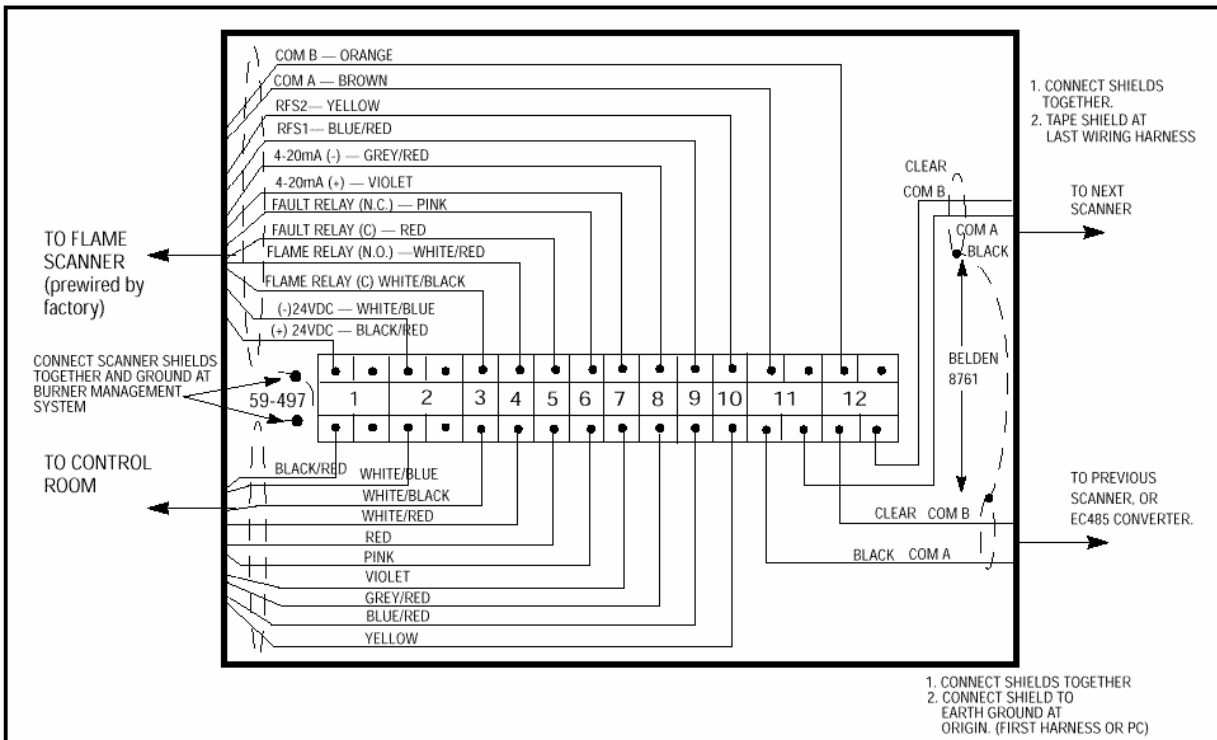 COM B — ORANGE
COM A — BROWN
RFS2— YELLOW
RFS1— BLUE/RED
4-20mA (-) — GREY/RED
4-20mA (+) — VIOLET
FAULT RELAY (N.C.) — PINK
FAULT RELAY (C) — RED
FLAME RELAY (N.O.) —WHITE/RED
FLAME RELAY (C) WHITE/BLACK
(-)24VDC — WHITE/BLUE
(+) 24VDC — BLACK/RED
TO FLAME
SCANNER
(prewired by
factory)
CONNECT SCANNER SHIELDS
TOGETHER AND GROUND AT
BURNER MANAGEMENT
SYSTEM
59-497
1 2 3 4 5 6 7 8 9 10 11 12
TO CONTROL
ROOM
BLACK/RED
WHITE/BLUE
WHITE/BLACK
WHITE/RED
RED
PINK
VIOLET
GREY/RED
BLUE/RED
YELLOW
1. CONNECT SHIELDS
TOGETHER.
2. TAPE SHIELD AT
LAST WIRING HARNESS
CLEAR
COM B
COM A
BLACK
TO NEXT
SCANNER
BELDEN
8761
CLEAR COM B
BLACK COM A
TO PREVIOUS
SCANNER, OR
EC485 CONVERTER.
1. CONNECT SHIELDS TOGETHER
2. CONNECT SHIELD TO
EARTH GROUND AT
ORIGIN. (FIRST HARNESS OR PC)